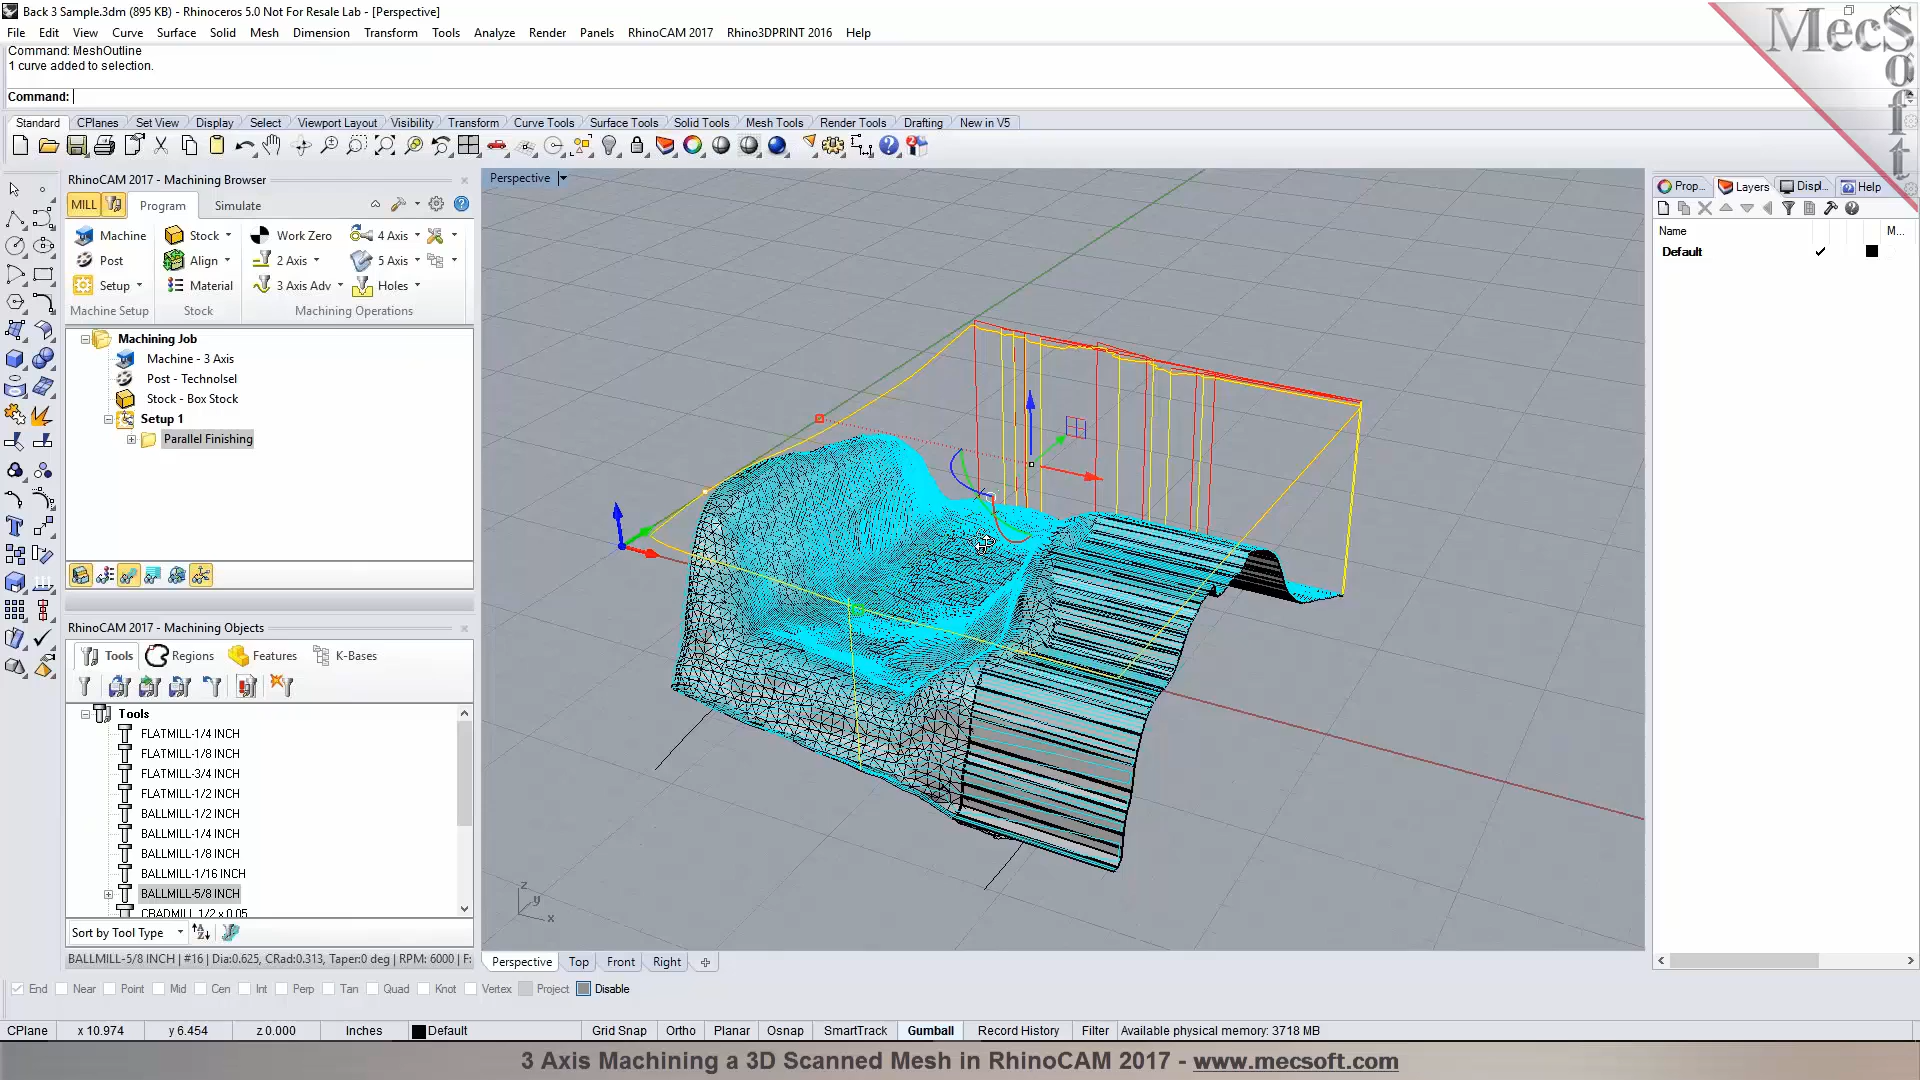 Back 3 Sample.3dm (895 KB) - Rhinoceros 5.0 Not For Resale Lab - [Perspective]
File Edit View Curve Surface Solid Mesh Dimension Transform Tools Analyze Render Panels RhinoCAM 2017 Rhino3DPRINT 2016 Help
Command: MeshOutline
1 curve added to selection.
Command:
MecSoft
Standard CPlanes Set View Display Select Viewport Layout Visibility Transform Curve Tools Surface Tools Solid Tools Mesh Tools Render Tools Drafting New in V5
RhinoCAM 2017 - Machining Browser
MILL Program Simulate
Machine Stock Work Zero 4 Axis
Post Align 2 Axis 5 Axis
Setup Material 3 Axis Adv Holes
Machine Setup Stock Machining Operations
Machining Job
Machine - 3 Axis
Post - Technolsel
Stock - Box Stock
Setup 1
Parallel Finishing
RhinoCAM 2017 - Machining Objects
Tools Regions Features K-Bases
Tools
FLATMILL-1/4 INCH
FLATMILL-1/8 INCH
FLATMILL-3/4 INCH
FLATMILL-1/2 INCH
BALLMILL-1/2 INCH
BALLMILL-1/4 INCH
BALLMILL-1/8 INCH
BALLMILL-1/16 INCH
BALLMILL-5/8 INCH
CRADMILL 1/2 x 0.05
Sort by Tool Type
BALLMILL-5/8 INCH | #16 | Dia:0.625, CRad:0.313, Taper:0 deg | RPM: 6000 | F:
Perspective
z
y
x
Perspective Top Front Right
Prop... Layers Displ... Help
Name M...
Default
End Near Point Mid Cen Int Perp Tan Quad Knot Vertex Project Disable
CPlane x 10.974 y 6.454 z 0.000 Inches Default Grid Snap Ortho Planar Osnap SmartTrack Gumball Record History Filter Available physical memory: 3718 MB
3 Axis Machining a 3D Scanned Mesh in RhinoCAM 2017 - www.mecsoft.com